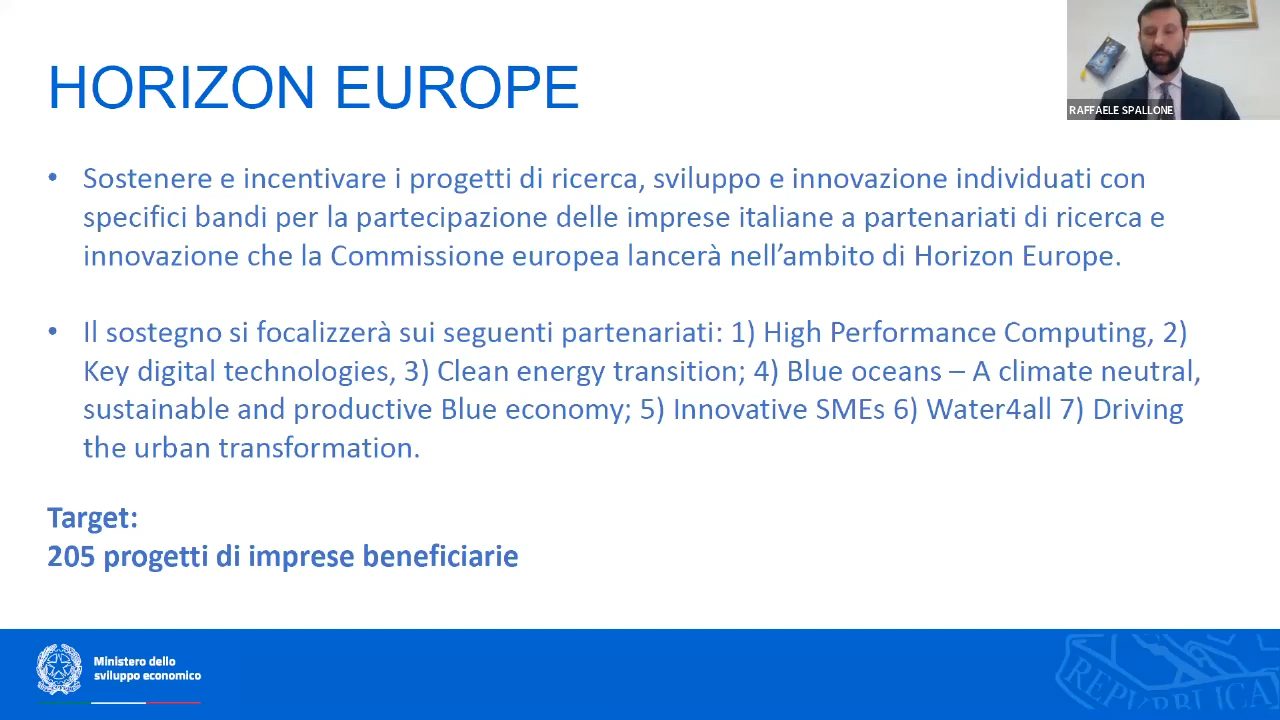 HORIZON EUROPE
RAFFAELE SPALLONE
• Sostenere e incentivare i progetti di ricerca, sviluppo e innovazione individuati con
specifici bandi per la partecipazione delle imprese italiane a partenariati di ricerca e
innovazione che la Commissione europea lancerà nell’ambito di Horizon Europe.
• Il sostegno si focalizzerà sui seguenti partenariati: 1) High Performance Computing, 2)
Key digital technologies, 3) Clean energy transition; 4) Blue oceans – A climate neutral,
sustainable and productive Blue economy; 5) Innovative SMEs 6) Water4all 7) Driving
the urban transformation.
Target:
205 progetti di imprese beneficiarie
Ministero dello
sviluppo economico
REPVBBLICA